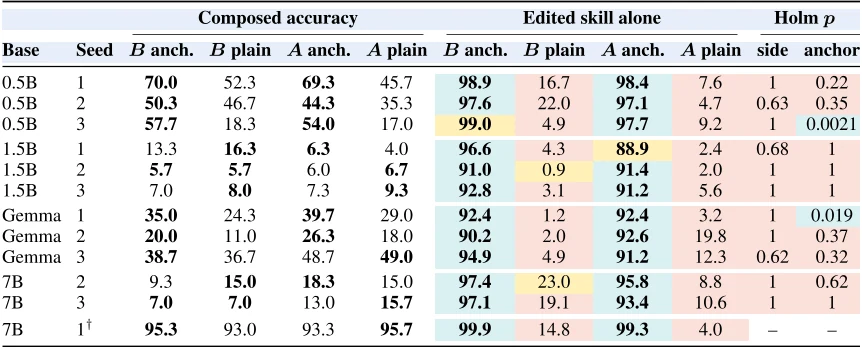 Composed accuracy Edited skill alone Holm p
Base Seed B anch. B plain A anch. A plain B anch. B plain A anch. A plain side anchor
0.5B 1 70.0 52.3 69.3 45.7 98.9 16.7 98.4 7.6 1 0.22
0.5B 2 50.3 46.7 44.3 35.3 97.6 22.0 97.1 4.7 0.63 0.35
0.5B 3 57.7 18.3 54.0 17.0 99.0 4.9 97.7 9.2 1 0.0021
1.5B 1 13.3 16.3 6.3 4.0 96.6 4.3 88.9 2.4 0.68 1
1.5B 2 5.7 5.7 6.0 6.7 91.0 0.9 91.4 2.0 1 1
1.5B 3 7.0 8.0 7.3 9.3 92.8 3.1 91.2 5.6 1 1
Gemma 1 35.0 24.3 39.7 29.0 92.4 1.2 92.4 3.2 1 0.019
Gemma 2 20.0 11.0 26.3 18.0 90.2 2.0 92.6 19.8 1 0.37
Gemma 3 38.7 36.7 48.7 49.0 94.9 4.9 91.2 12.3 0.62 0.32
7B 2 9.3 15.0 18.3 15.0 97.4 23.0 95.8 8.8 1 0.62
7B 3 7.0 7.0 13.0 15.7 97.1 19.1 93.4 10.6 1 1
7B 1† 95.3 93.0 93.3 95.7 99.9 14.8 99.3 4.0 – –